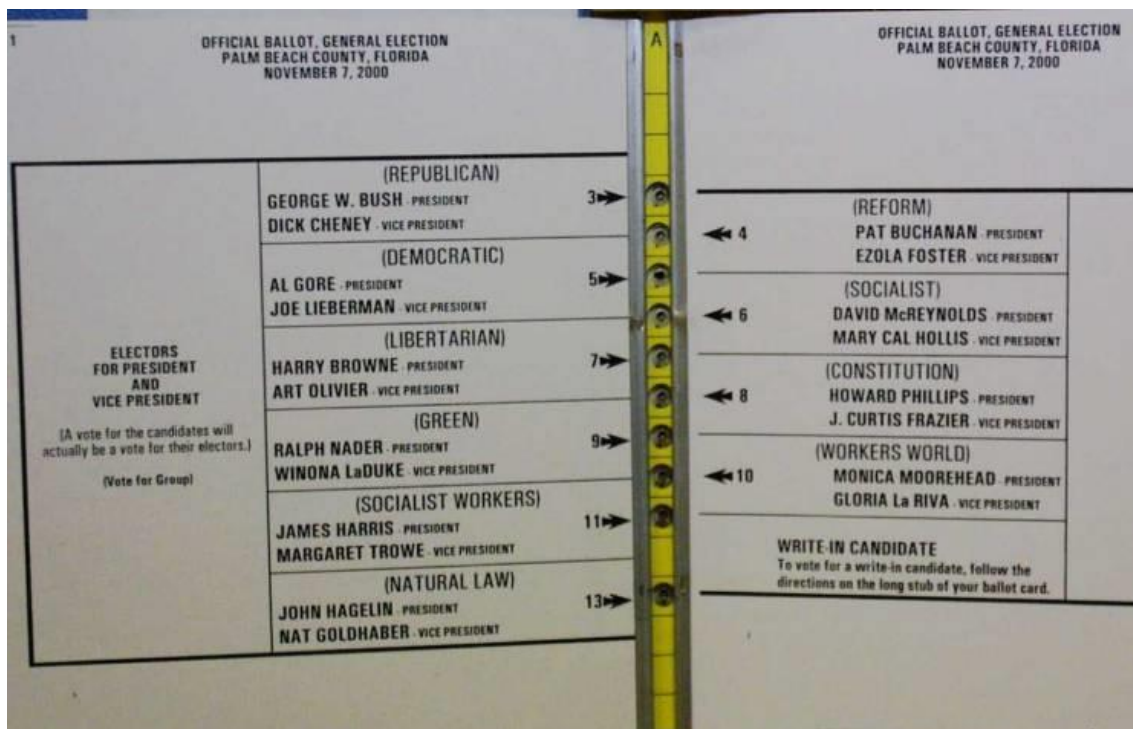 1
OFFICIAL BALLOT, GENERAL ELECTION
PALM BEACH COUNTY, FLORIDA
NOVEMBER 7, 2000
ELECTORS
FOR PRESIDENT
AND
VICE PRESIDENT
(A vote for the candidates will
actually be a vote for their electors.)
(Vote for Group)
(REPUBLICAN)
GEORGE W. BUSH - PRESIDENT 3
DICK CHENEY - VICE PRESIDENT
(DEMOCRATIC)
AL GORE - PRESIDENT 5
JOE LIEBERMAN - VICE PRESIDENT
(LIBERTARIAN)
HARRY BROWNE - PRESIDENT 7
ART OLIVIER - VICE PRESIDENT
(GREEN)
RALPH NADER - PRESIDENT 9
WINONA LaDUKE - VICE PRESIDENT
(SOCIALIST WORKERS)
JAMES HARRIS - PRESIDENT 11
MARGARET TROWE - VICE PRESIDENT
(NATURAL LAW)
JOHN HAGELIN - PRESIDENT 13
NAT GOLDHABER - VICE PRESIDENT
A
OFFICIAL BALLOT, GENERAL ELECTION
PALM BEACH COUNTY, FLORIDA
NOVEMBER 7, 2000
(REFORM)
4 PAT BUCHANAN - PRESIDENT
EZOLA FOSTER - VICE PRESIDENT
(SOCIALIST)
6 DAVID McREYNOLDS - PRESIDENT
MARY CAL HOLLIS - VICE PRESIDENT
(CONSTITUTION)
8 HOWARD PHILLIPS - PRESIDENT
J. CURTIS FRAZIER - VICE PRESIDENT
(WORKERS WORLD)
10 MONICA MOOREHEAD - PRESIDENT
GLORIA La RIVA - VICE PRESIDENT
WRITE-IN CANDIDATE
To vote for a write-in candidate, follow the
directions on the long stub of your ballot card.